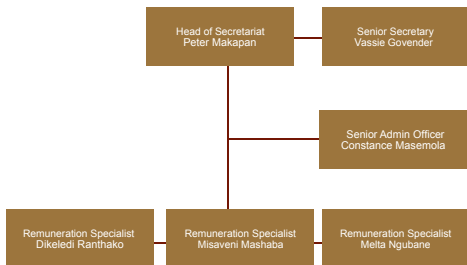 Head of Secretariat
Peter Makapan
Senior Secretary
Vassie Govender
Senior Admin Officer
Constance Masemola
Remuneration Specialist
Dikeledi Ranthako
Remuneration Specialist
Misaveni Mashaba
Remuneration Specialist
Melta Ngubane